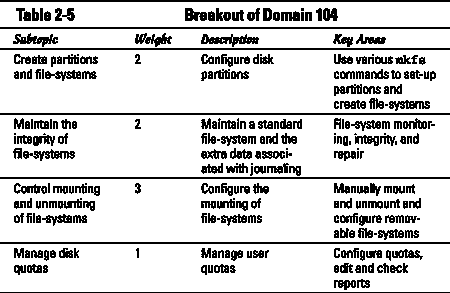 Table 2-5 Breakout of Domain 104
Subtopic Weight Description Key Areas
Create partitions 2 Configure disk Use various mkfs
and file-systems partitions commands to set-up
partitions and
create file-systems
Maintain the 2 Maintain a standard File-system monitor-
integrity of file-system and the ing, integrity, and
file-systems extra data associ- repair
ated with journaling
Control mounting 3 Configure the Manually mount
and unmounting mounting of and unmount and
of file-systems file-systems configure remov-
able file-systems
Manage disk 1 Manage user Configure quotas,
quotas quotas edit and check
reports